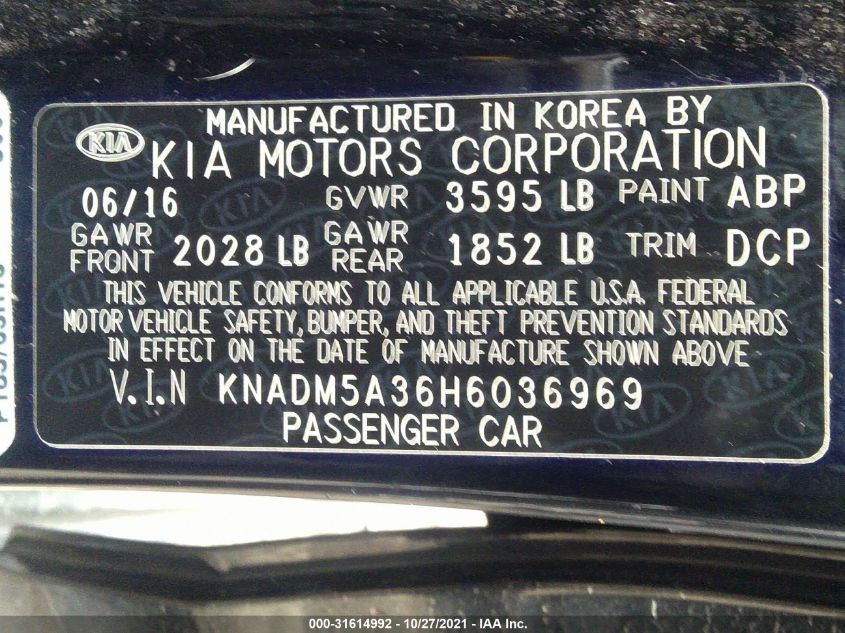 MANUFACTURED IN KOREA BY
KIA KIA MOTORS CORPORATION
06/16 GVWR 3595 LB PAINT ABP
GAWR FRONT 2028 LB GAWR REAR 1852 LB TRIM DCP
THIS VEHICLE CONFORMS TO ALL APPLICABLE U.S.A. FEDERAL
MOTOR VEHICLE SAFETY, BUMPER, AND THEFT PREVENTION STANDARDS
IN EFFECT ON THE DATE OF MANUFACTURE SHOWN ABOVE
V.I.N KNADM5A36H6036969
PASSENGER CAR
000-31614992 - 10/27/2021 - IAA Inc.